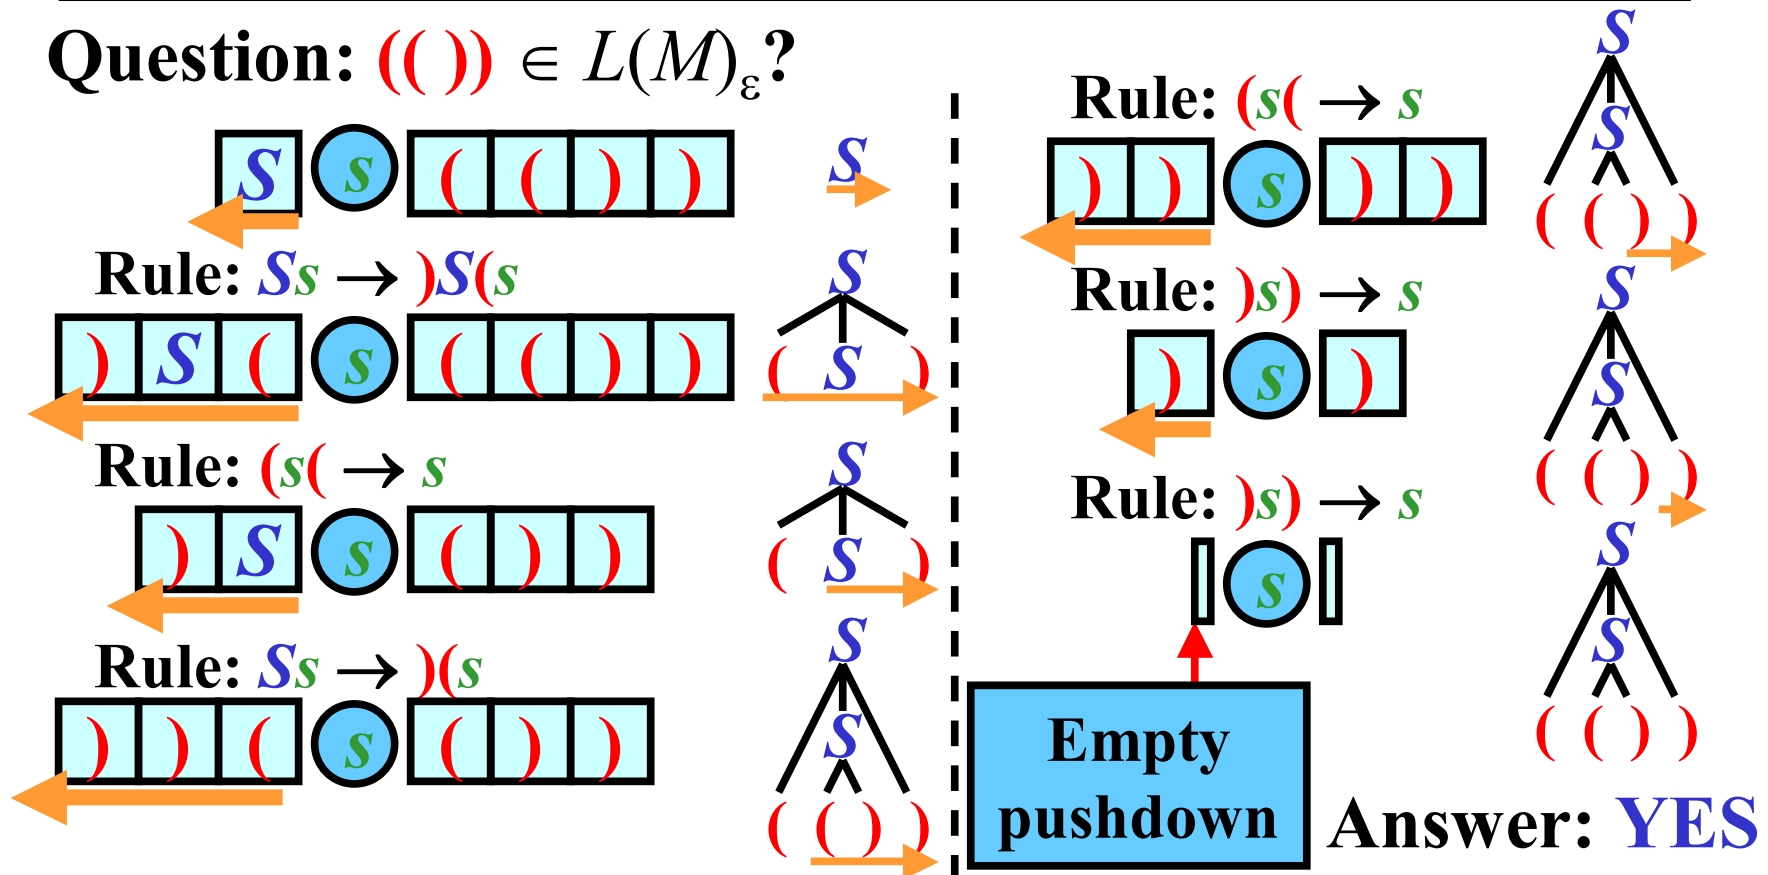 Question: (( )) ∈ L(M)ε?
S s ( ( ) ) S
Rule: Ss → )S(s
S
) S ( s ( ( ) )
( S )
Rule: (s( → s
S
) S s ( ) )
( S )
Rule: Ss → )(s
S
) ) ( s ( ) )
S
( ( ) )
Rule: (s( → s
S
S
) ) s ) )
( ( ) )
Rule: )s) → s
S
) s )
S
( ( ) )
Rule: )s) → s
S
s
S
( ( ) )
Empty
pushdown
Answer: YES